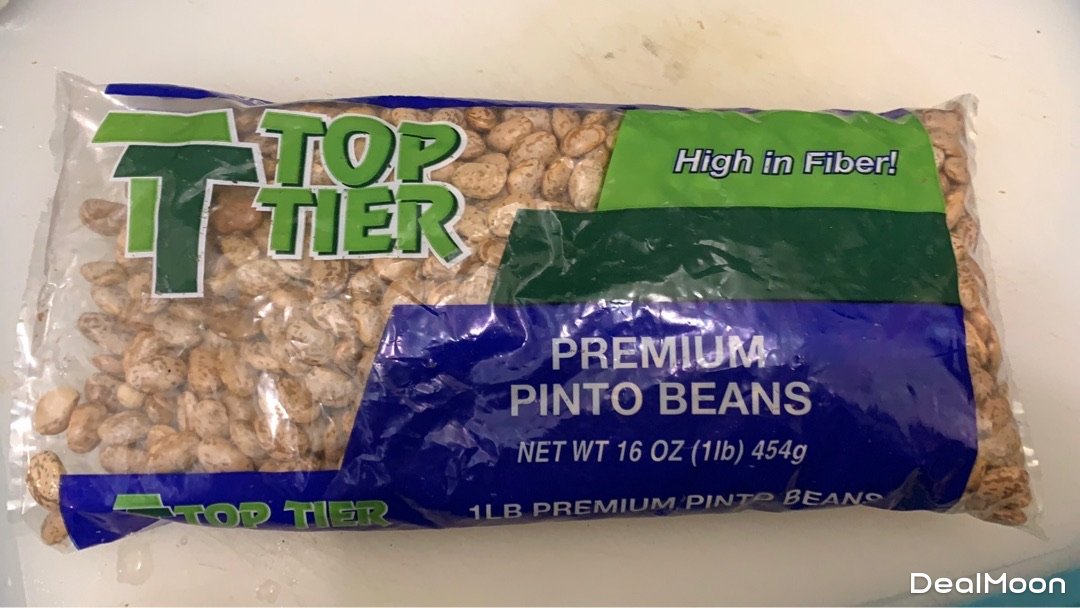 TOP
TIER
High in Fiber!
PREMIUM
PINTO BEANS
NET WT 16 OZ (1lb) 454g
TOP TIER
1LB PREMIUM PINTO BEANS
DealMoon